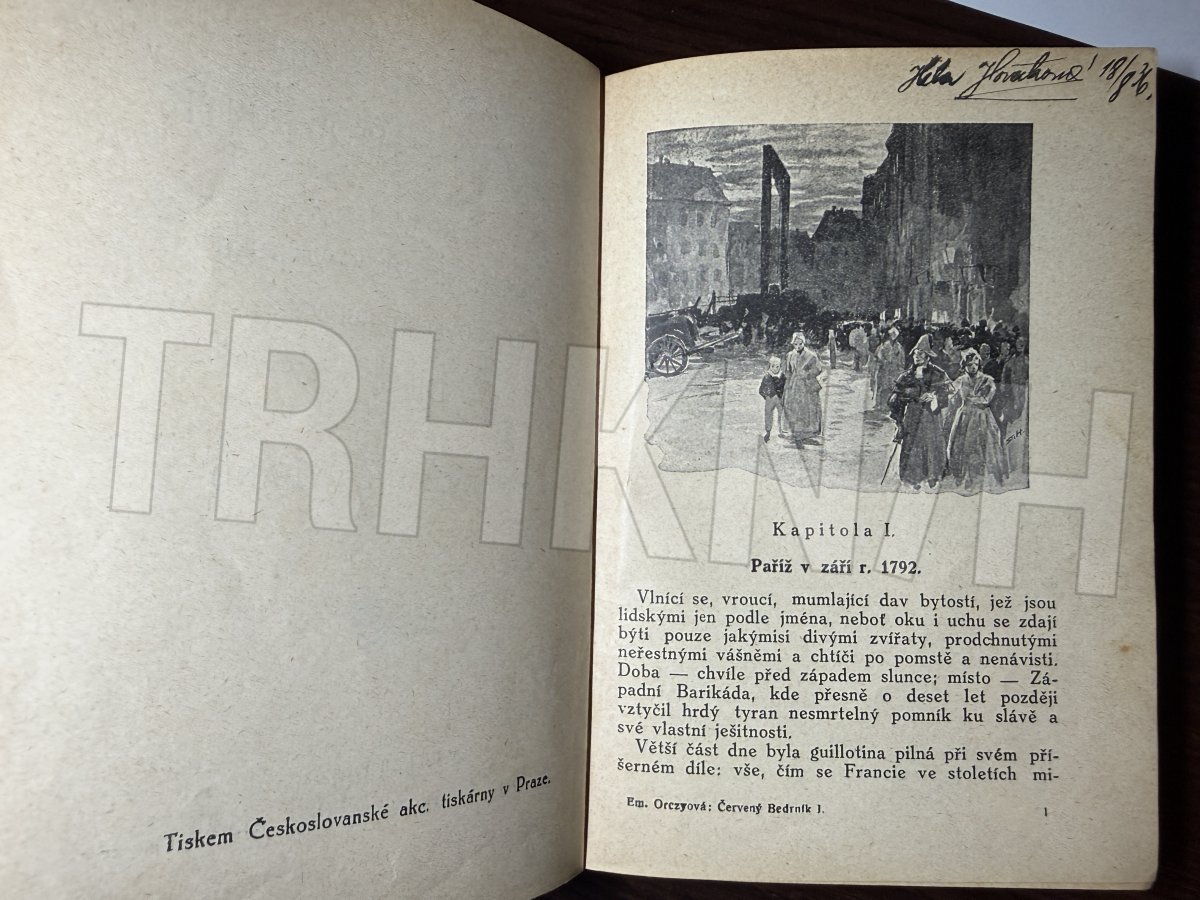 Tiskem Československé akc. tiskárny v Praze.
18/8 36.
Kapitola I.
Paříž v září r. 1792.
Vlnící se, vroucí, mumlající dav bytostí, jež jsou
lidskými jen podle jména, neboť oku i uchu se zdají
býti pouze jakýmisi divými zvířaty, prodchnutými
neřestnými vášněmi a chtíči po pomstě a nenávisti.
Doba — chvíle před západem slunce; místo — Zá-
padní Barikáda, kde přesně o deset let později
vztyčil hrdý tyran nesmrtelný pomník ku slávě a
své vlastní ješitnosti.
Větší část dne byla guillotina pilná při svém pří-
šerném díle: vše, čím se Francie ve stoletích mi-
Em. Orczyová: Červený Bedrník I.
1
TRHKNIH